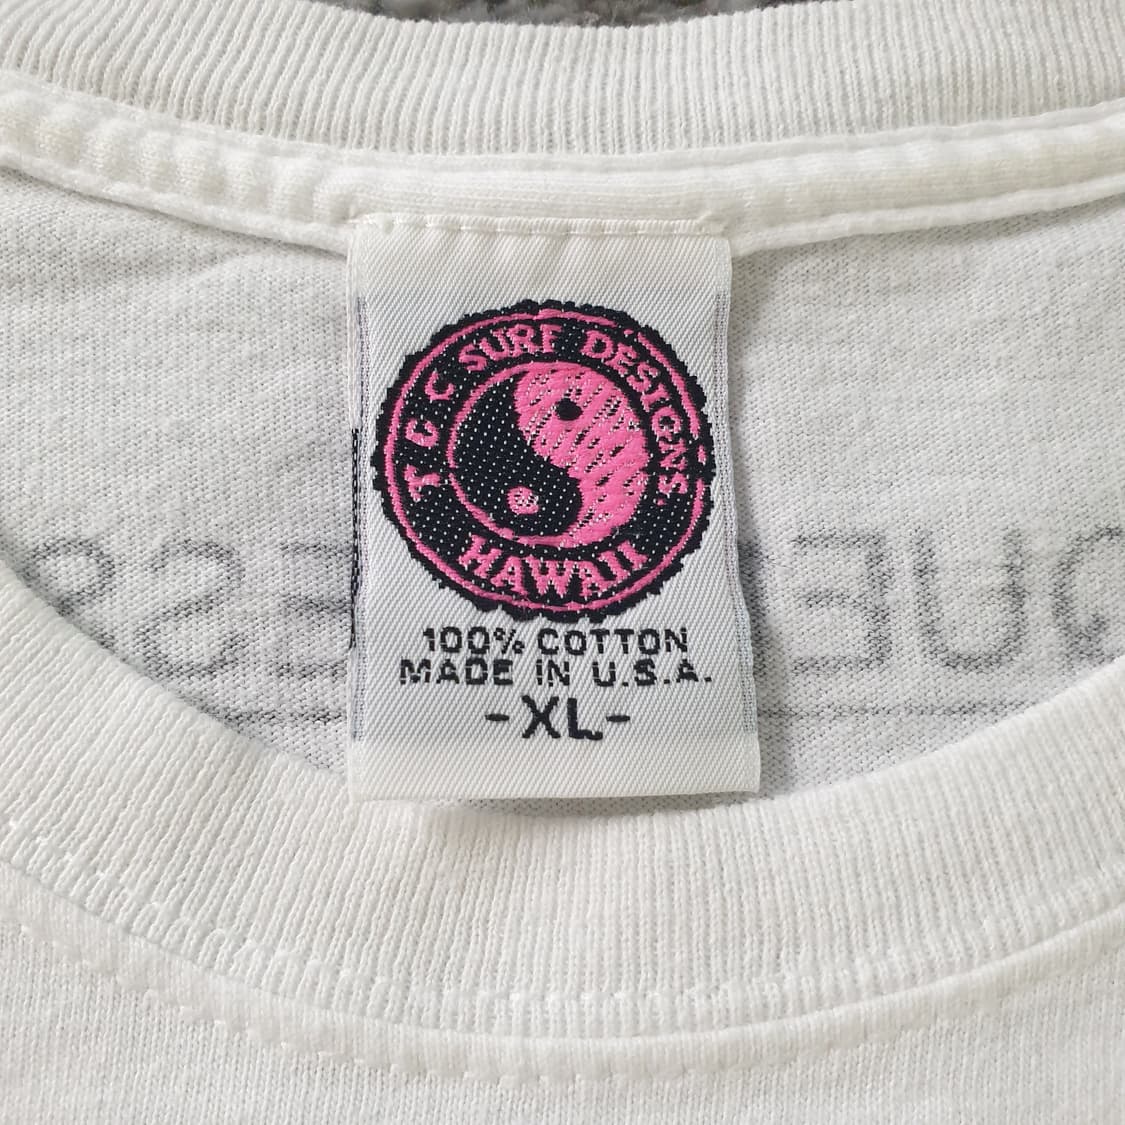 T & C SURF DESIGNS.
HAWAII
100% COTTON
MADE IN U.S.A.
-XL-